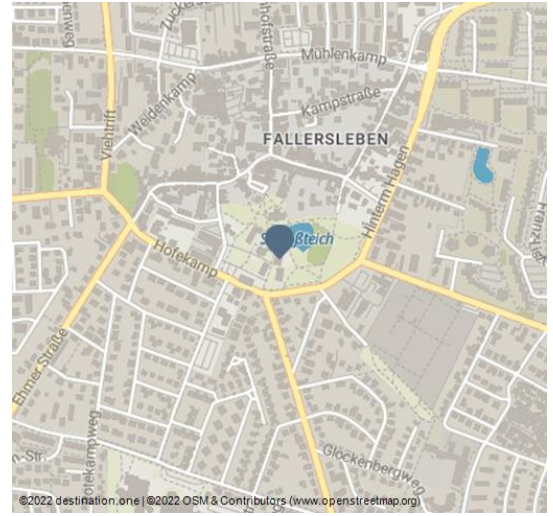 Mühlenkamp
Kampstraße
Weidenkamp
Viehtrift
FALLERSLEBEN
Hinterm Hagen
Hofekamp
Ehmer Straße
Glockenbergweg
©2022 destination.one | ©2022 OSM & Contributors (www.openstreetmap.org)